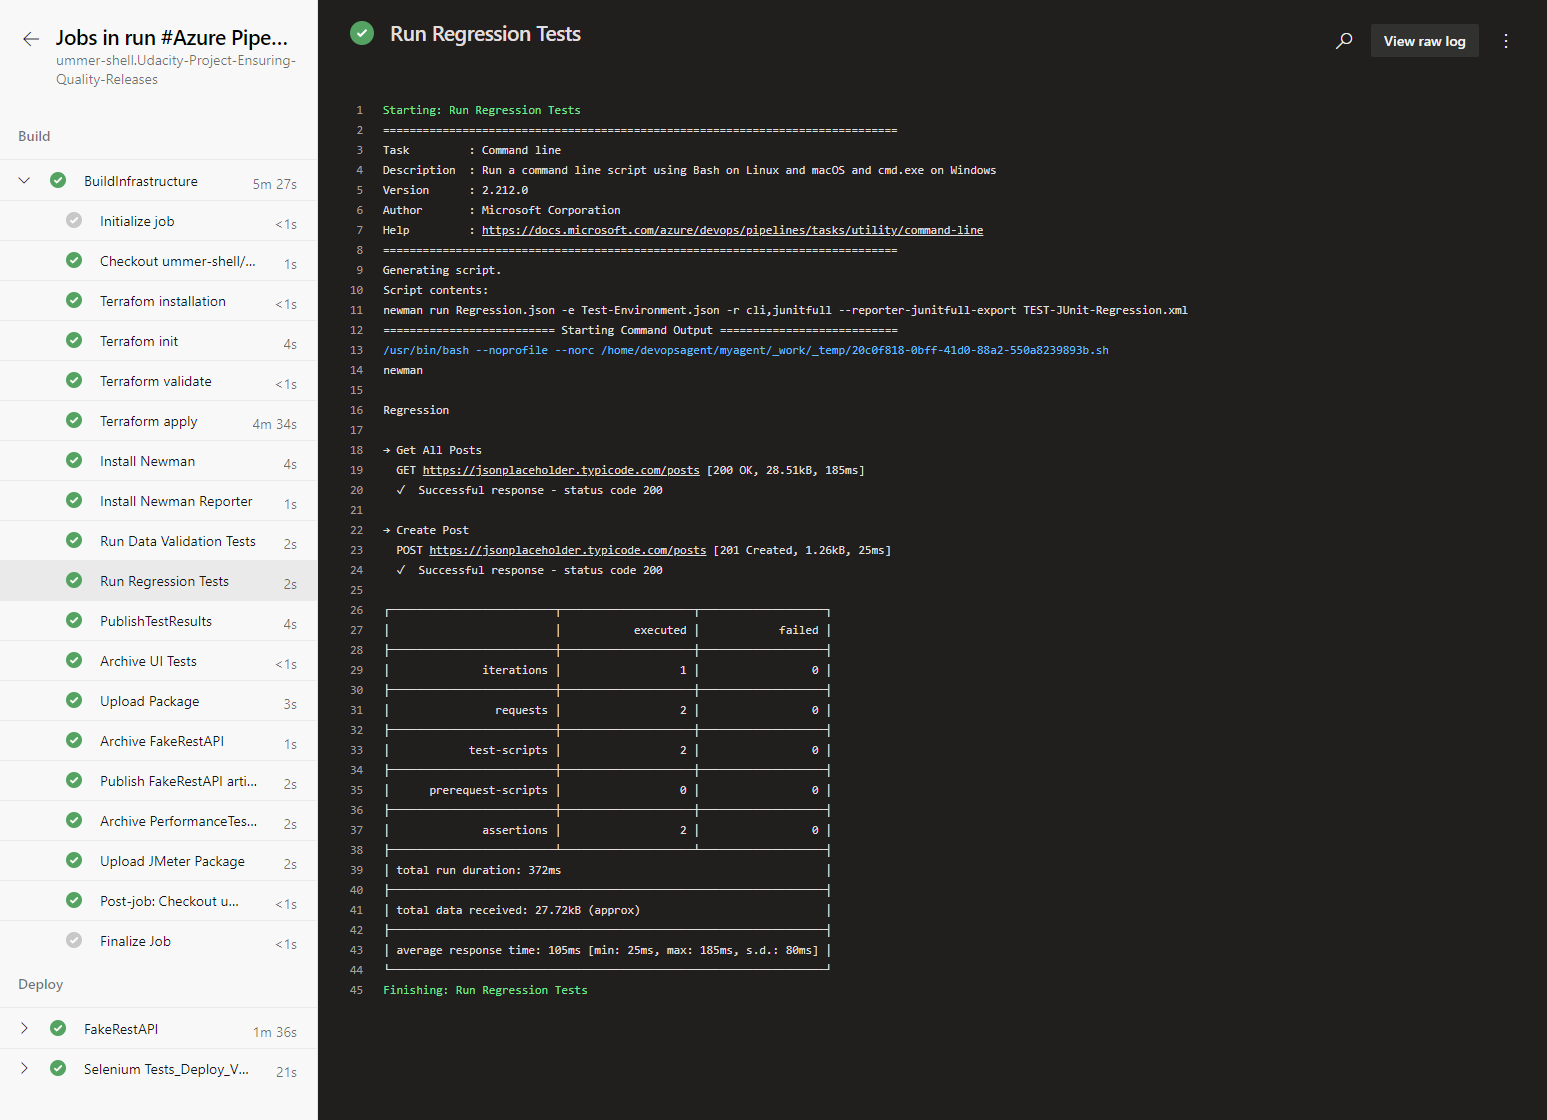 Jobs in run #Azure Pipe...
ummer-shell.Udacity-Project-Ensuring-
Quality-Releases
Build
BuildInfrastructure 5m 27s
Initialize job <1s
Checkout ummer-shell/... 1s
Terrafom installation <1s
Terrafom init 4s
Terraform validate <1s
Terraform apply 4m 34s
Install Newman 4s
Install Newman Reporter 1s
Run Data Validation Tests 2s
Run Regression Tests 2s
PublishTestResults 4s
Archive UI Tests <1s
Upload Package 3s
Archive FakeRestAPI 1s
Publish FakeRestAPI arti... 2s
Archive PerformanceTes... 2s
Upload JMeter Package 2s
Post-job: Checkout u... <1s
Finalize Job <1s
Deploy
FakeRestAPI 1m 36s
Selenium Tests_Deploy_V... 21s
Run Regression Tests
View raw log
1 Starting: Run Regression Tests
2 ==============================================================================
3 Task         : Command line
4 Description  : Run a command line script using Bash on Linux and macOS and cmd.exe on Windows
5 Version      : 2.212.0
6 Author       : Microsoft Corporation
7 Help         : https://docs.microsoft.com/azure/devops/pipelines/tasks/utility/command-line
8 ==============================================================================
9 Generating script.
10 Script contents:
11 newman run Regression.json -e Test-Environment.json -r cli,junitfull --reporter-junitfull-export TEST-JUnit-Regression.xml
12 ========================== Starting Command Output ===========================
13 /usr/bin/bash --noprofile --norc /home/devopsagent/myagent/_work/_temp/20c0f818-0bff-41d0-88a2-550a8239893b.sh
14 newman
15
16 Regression
17
18 → Get All Posts
19   GET https://jsonplaceholder.typicode.com/posts [200 OK, 28.51kB, 185ms]
20   ✓  Successful response - status code 200
21
22 → Create Post
23   POST https://jsonplaceholder.typicode.com/posts [201 Created, 1.26kB, 25ms]
24   ✓  Successful response - status code 200
25
26
27 executed failed
28
29 iterations 1 0
30
31 requests 2 0
32
33 test-scripts 2 0
34
35 prerequest-scripts 0 0
36
37 assertions 2 0
38
39 total run duration: 372ms
40
41 total data received: 27.72kB (approx)
42
43 average response time: 105ms [min: 25ms, max: 185ms, s.d.: 80ms]
44
45 Finishing: Run Regression Tests